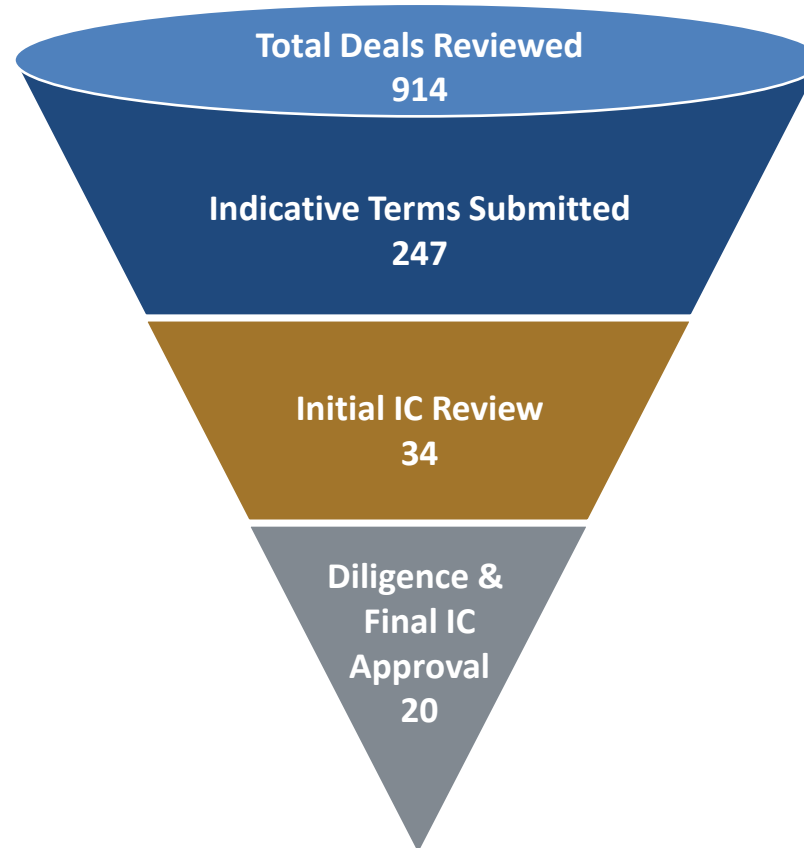 Total Deals Reviewed
914
Indicative Terms Submitted
247
Initial IC Review
34
Diligence &
Final IC
Approval
20